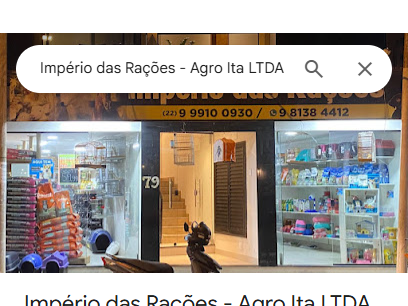 Império das Rações - Agro Ita LTDA
Império das Rações
(22) 9 9910 0930 / 9 8138 4412
79
Império das Rações - Agro Ita LTDA